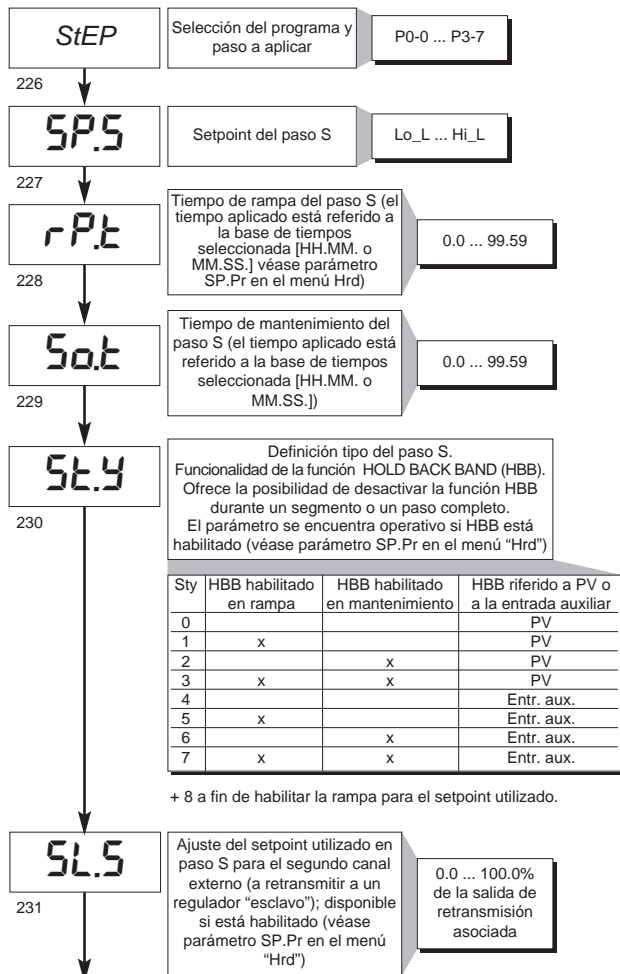 StEP
Selección del programa y
paso a aplicar
P0-0 ... P3-7
226
SP.S
Setpoint del paso S
Lo_L ... Hi_L
227
rP.t
Tiempo de rampa del paso S (el
tiempo aplicado está referido a
la base de tiempos
seleccionada [HH.MM. o
MM.SS.] véase parámetro
SP.Pr en el menú Hrd)
0.0 ... 99.59
228
So.t
Tiempo de mantenimiento del
paso S (el tiempo aplicado está
referido a la base de tiempos
seleccionada [HH.MM. o
MM.SS.])
0.0 ... 99.59
229
St.Y
Definición tipo del paso S.
Funcionalidad de la función HOLD BACK BAND (HBB).
Ofrece la posibilidad de desactivar la función HBB
durante un segmento o un paso completo.
El parámetro se encuentra operativo si HBB está
habilitado (véase parámetro SP.Pr en el menú “Hrd”)
230
Sty HBB habilitado en rampa HBB habilitado en mantenimiento HBB riferido a PV o a la entrada auxiliar
0 PV
1 x PV
2 x PV
3 x x PV
4 Entr. aux.
5 x Entr. aux.
6 x Entr. aux.
7 x x Entr. aux.
+ 8 a fin de habilitar la rampa para el setpoint utilizado.
SL.S
Ajuste del setpoint utilizado en
paso S para el segundo canal
externo (a retransmitir a un
regulador “esclavo”); disponible
si está habilitado (véase
parámetro SP.Pr en el menú
“Hrd”)
0.0 ... 100.0%
de la salida de
retransmisión
asociada
231